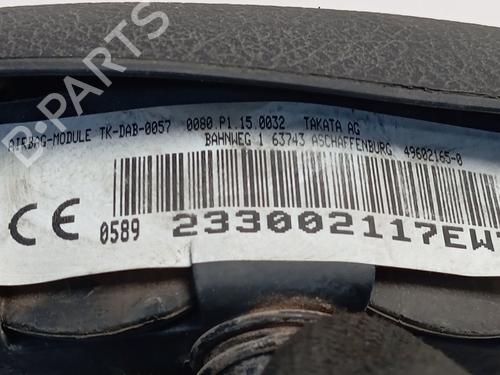 B-PARTS
AIRBAG-MODULE TK-DAB-0057 0080.P1.15.0032 TAKATA AG
BAHNWEG 1 63743 ASCHAFFENBURG 49602165-0
CE 0589 233002117EW